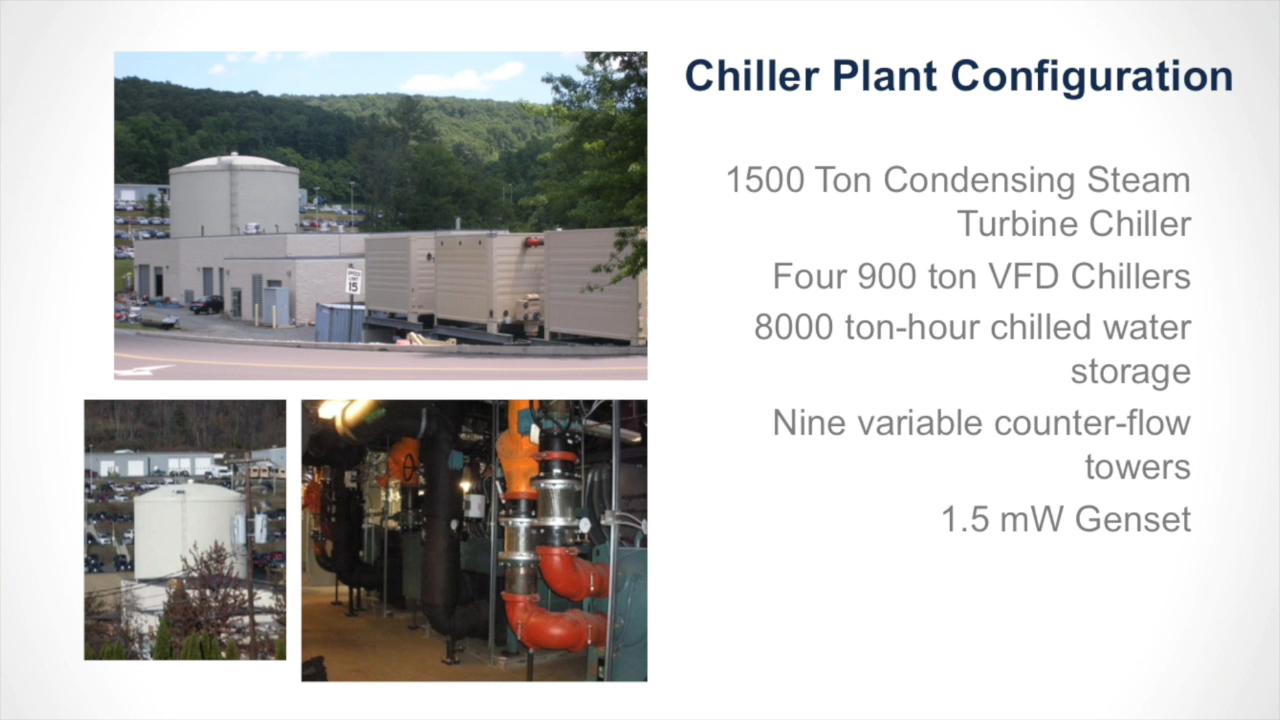 Chiller Plant Configuration
1500 Ton Condensing Steam
Turbine Chiller
Four 900 ton VFD Chillers
8000 ton-hour chilled water
storage
Nine variable counter-flow
towers
1.5 mW Genset
SPEED
LIMIT
15